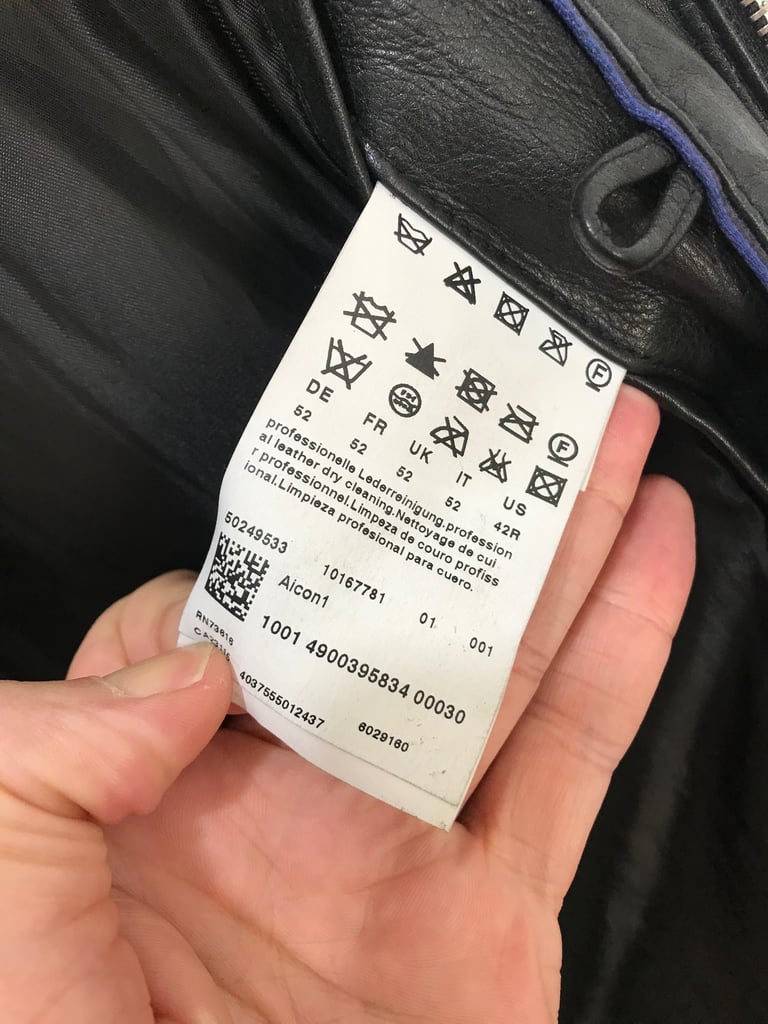 F
F
DE FR UK IT US
52 52 52 52 42R
professionelle Lederreinigung.profession
al leather dry cleaning.Nettoyage de cui
r professionnel.Limpeza de couro profiss
ional.Limpieza profesional para cuero.
50249533 10167781 01 001
Aicon1
1001 4900395834 00030
RN73616
4037555012437 6029160